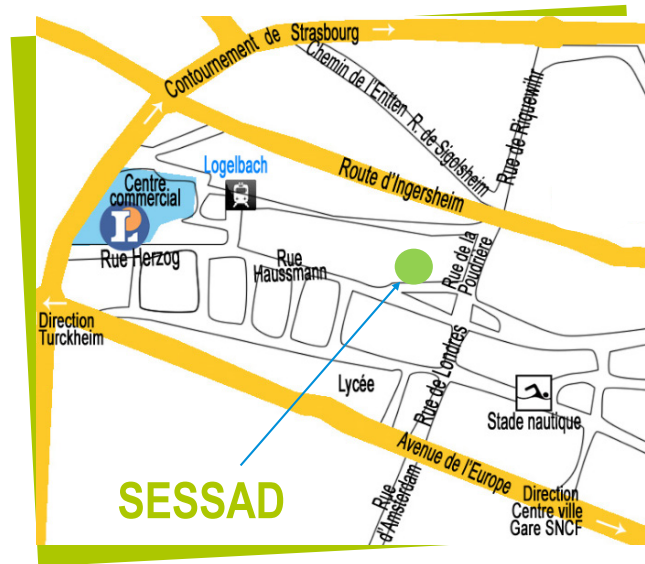 Contournement de Strasbourg
Chemin de l'Entten R. de Sigolsheim
Rue de Riquewihr
Logelbach
Route d'Ingersheim
Centre
commercial
L
Rue Herzog
Rue
Haussmann
Rue de la
Poudrière
Direction
Turckheim
Lycée
Rue de Londres
Stade nautique
Avenue de l'Europe
SESSAD
Rue
d'Amsterdam
Direction
Centre ville
Gare SNCF